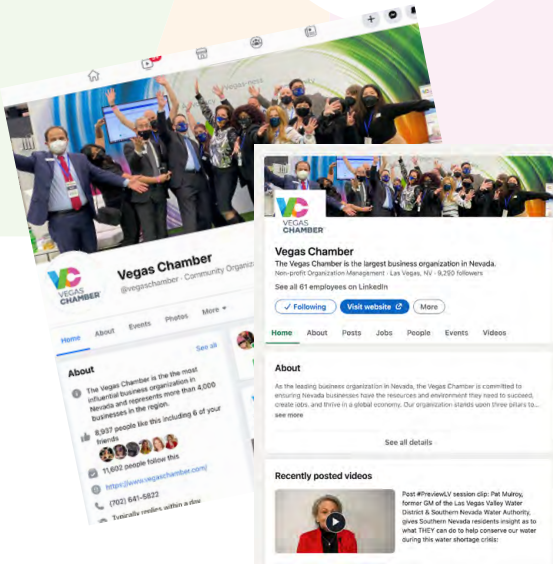 VEGAS
CHAMBER
Vegas Chamber
@vegaschamber · Community Organiz
Home About Events Photos More
About
See all
The Vegas Chamber is the the most
influential business organization in
Nevada and represents more than 4,000
businesses in the region.
8,937 people like this including 6 of your
friends
11,602 people follow this
https://www.vegaschamber.com/
(702) 641-5822
Typically replies within a day
VEGAS
CHAMBER
Vegas Chamber
The Vegas Chamber is the largest business organization in Nevada.
Non-profit Organization Management · Las Vegas, NV · 9,290 followers
See all 61 employees on LinkedIn
Following Visit website More
Home About Posts Jobs People Events Videos
About
As the leading business organization in Nevada, the Vegas Chamber is committed to
ensuring Nevada businesses have the resources and environment they need to succeed,
create jobs, and thrive in a global economy. Our organization stands upon three pillars to...
see more
See all details
Recently posted videos
Post #PreviewLV session clip: Pat Mulroy,
former GM of the Las Vegas Valley Water
District & Southern Nevada Water Authority,
gives Southern Nevada residents insight as to
what THEY can do to help conserve our water
during this water shortage crisis: